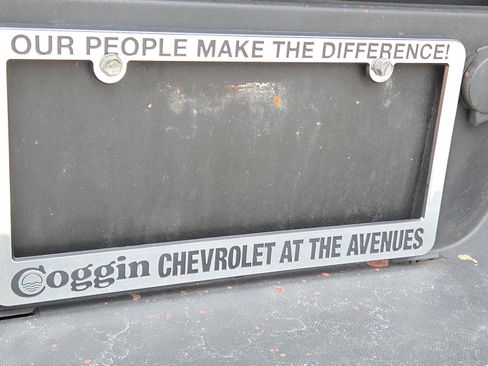 OUR PEOPLE MAKE THE DIFFERENCE!
Coggin CHEVROLET AT THE AVENUES